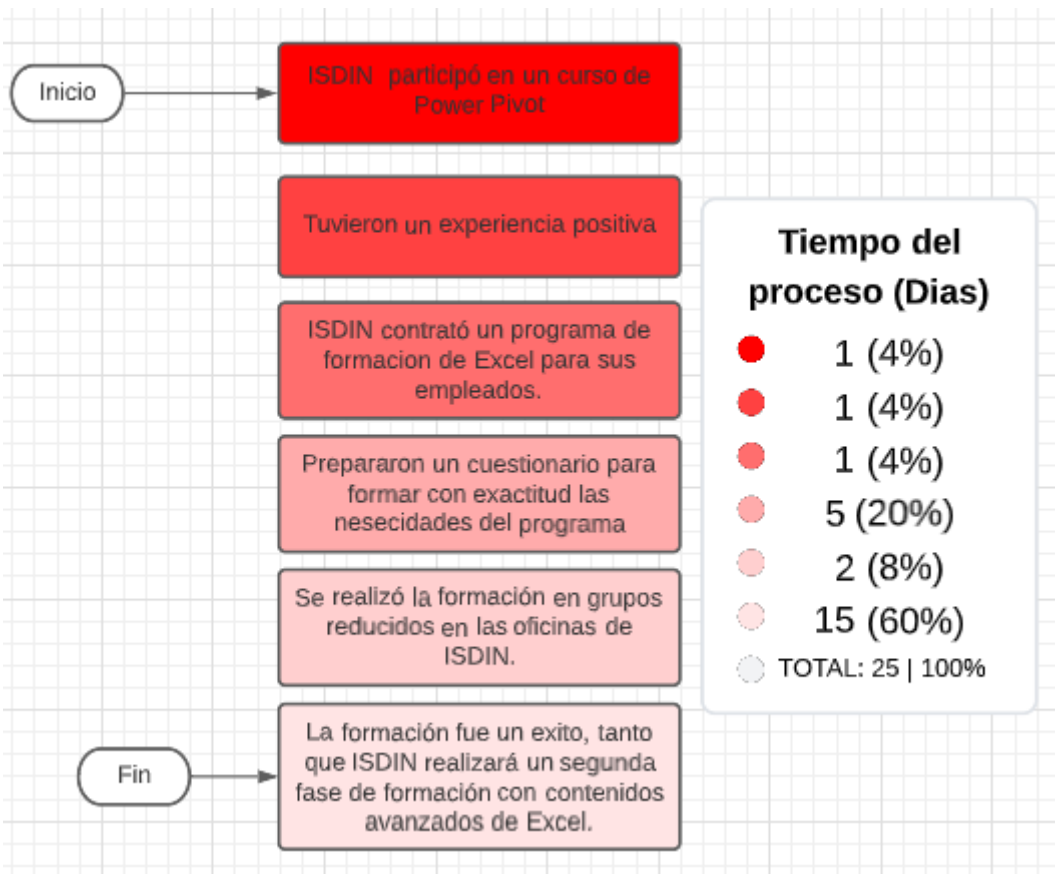 Inicio
ISDIN participó en un curso de
Power Pivot
Tuvieron un experiencia positiva
ISDIN contrató un programa de
formacion de Excel para sus
empleados.
Prepararon un cuestionario para
formar con exactitud las
nesecidades del programa
Se realizó la formación en grupos
reducidos en las oficinas de
ISDIN.
Fin
La formación fue un exito, tanto
que ISDIN realizará un segunda
fase de formación con contenidos
avanzados de Excel.
Tiempo del
proceso (Dias)
1 (4%)
1 (4%)
1 (4%)
5 (20%)
2 (8%)
15 (60%)
TOTAL: 25 | 100%